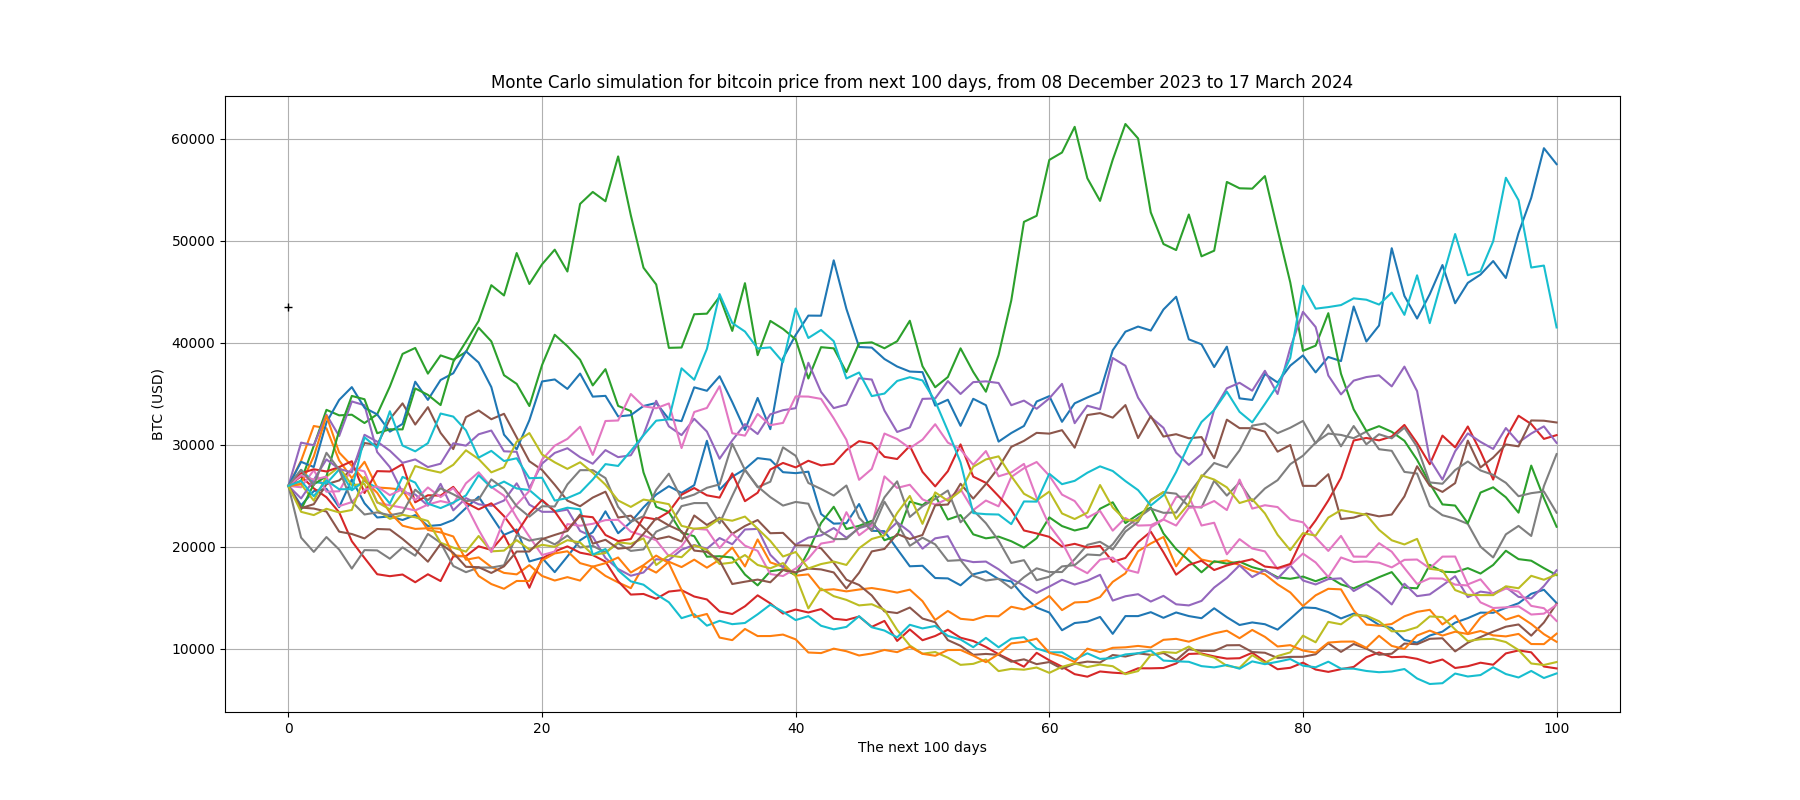 Monte Carlo simulation for bitcoin price from next 100 days, from 08 December 2023 to 17 March 2024
60000
50000
40000
30000
20000
10000
BTC (USD)
0 20 40 60 80 100
The next 100 days